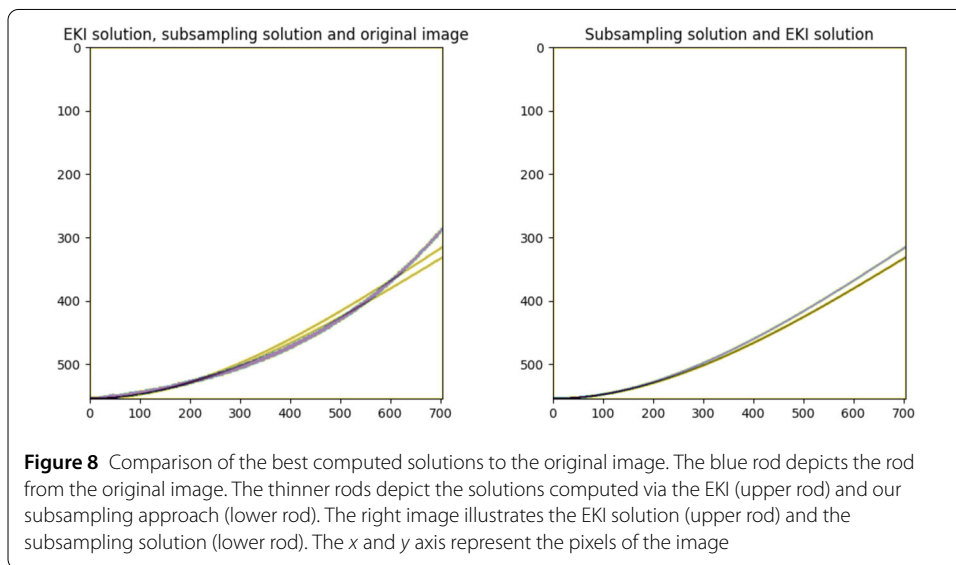 EKI solution, subsampling solution and original image
0
100
200
300
400
500
0 100 200 300 400 500 600 700
Subsampling solution and EKI solution
0
100
200
300
400
500
0 100 200 300 400 500 600 700
Figure 8 Comparison of the best computed solutions to the original image. The blue rod depicts the rod
from the original image. The thinner rods depict the solutions computed via the EKI (upper rod) and our
subsampling approach (lower rod). The right image illustrates the EKI solution (upper rod) and the
subsampling solution (lower rod). The x and y axis represent the pixels of the image